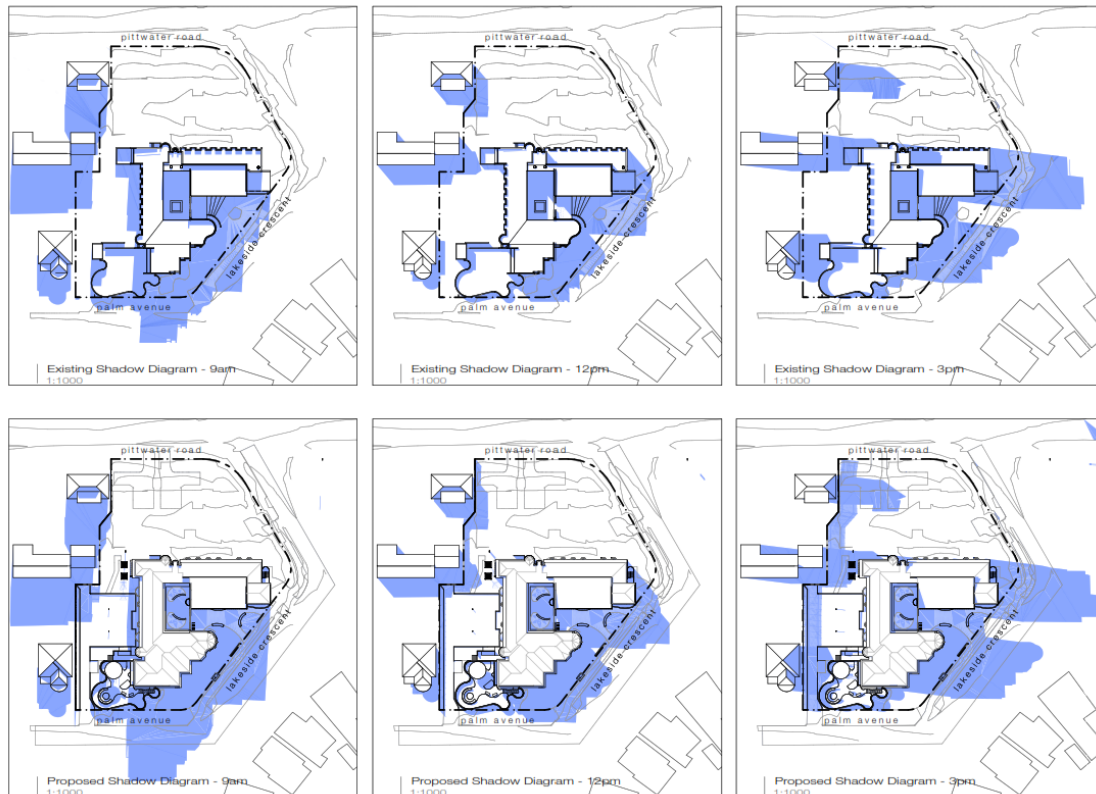 pittwater road
lakeside crescent
palm avenue
Existing Shadow Diagram - 9am
1:1000
pittwater road
lakeside crescent
palm avenue
Existing Shadow Diagram - 12pm
1:1000
pittwater road
lakeside crescent
palm avenue
Existing Shadow Diagram - 3pm
1:1000
pittwater road
lakeside crescent
palm avenue
Proposed Shadow Diagram - 9am
1:1000
pittwater road
lakeside crescent
palm avenue
Proposed Shadow Diagram - 12pm
1:1000
pittwater road
lakeside crescent
palm avenue
Proposed Shadow Diagram - 3pm
1:1000